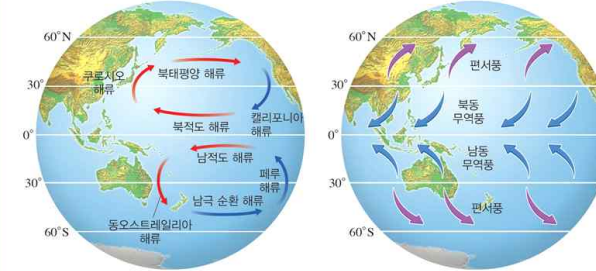 60°N
쿠로시오
해류
북태평양 해류
30°
캘리포니아
해류
북적도 해류
0°
남적도 해류
페루
해류
30°
남극 순환 해류
동오스트레일리아
해류
60°S
60°N
편서풍
30°
북동
무역풍
0°
남동
무역풍
30°
편서풍
60°S